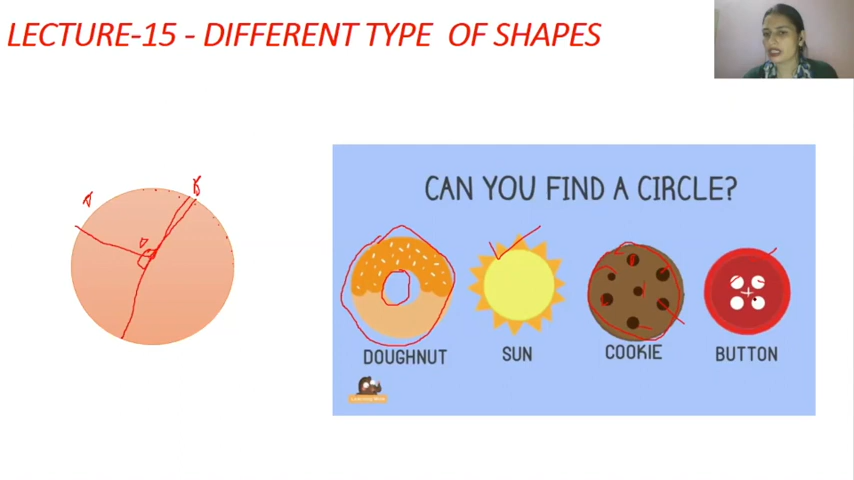 LECTURE-15 - DIFFERENT TYPE OF SHAPES
CAN YOU FIND A CIRCLE?
DOUGHNUT
SUN
COOKIE
BUTTON